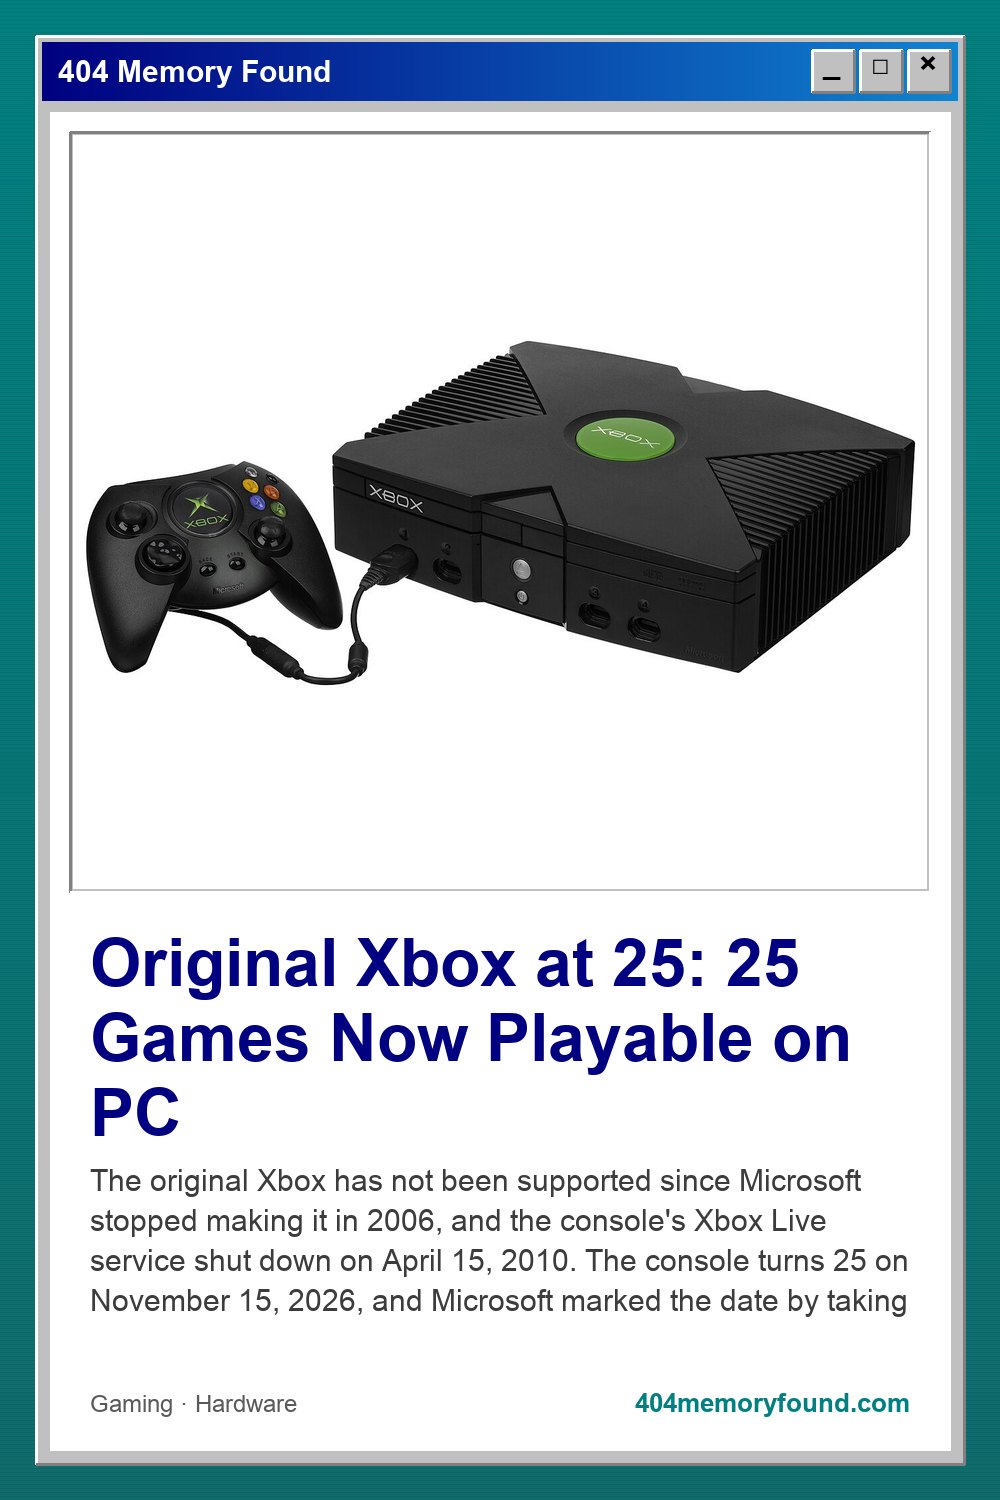 404 Memory Found
XBOX
XBOX
XBOX
BACK START
Microsoft
Original Xbox at 25: 25
Games Now Playable on
PC
The original Xbox has not been supported since Microsoft
stopped making it in 2006, and the console's Xbox Live
service shut down on April 15, 2010. The console turns 25 on
November 15, 2026, and Microsoft marked the date by taking
Gaming · Hardware
404memoryfound.com